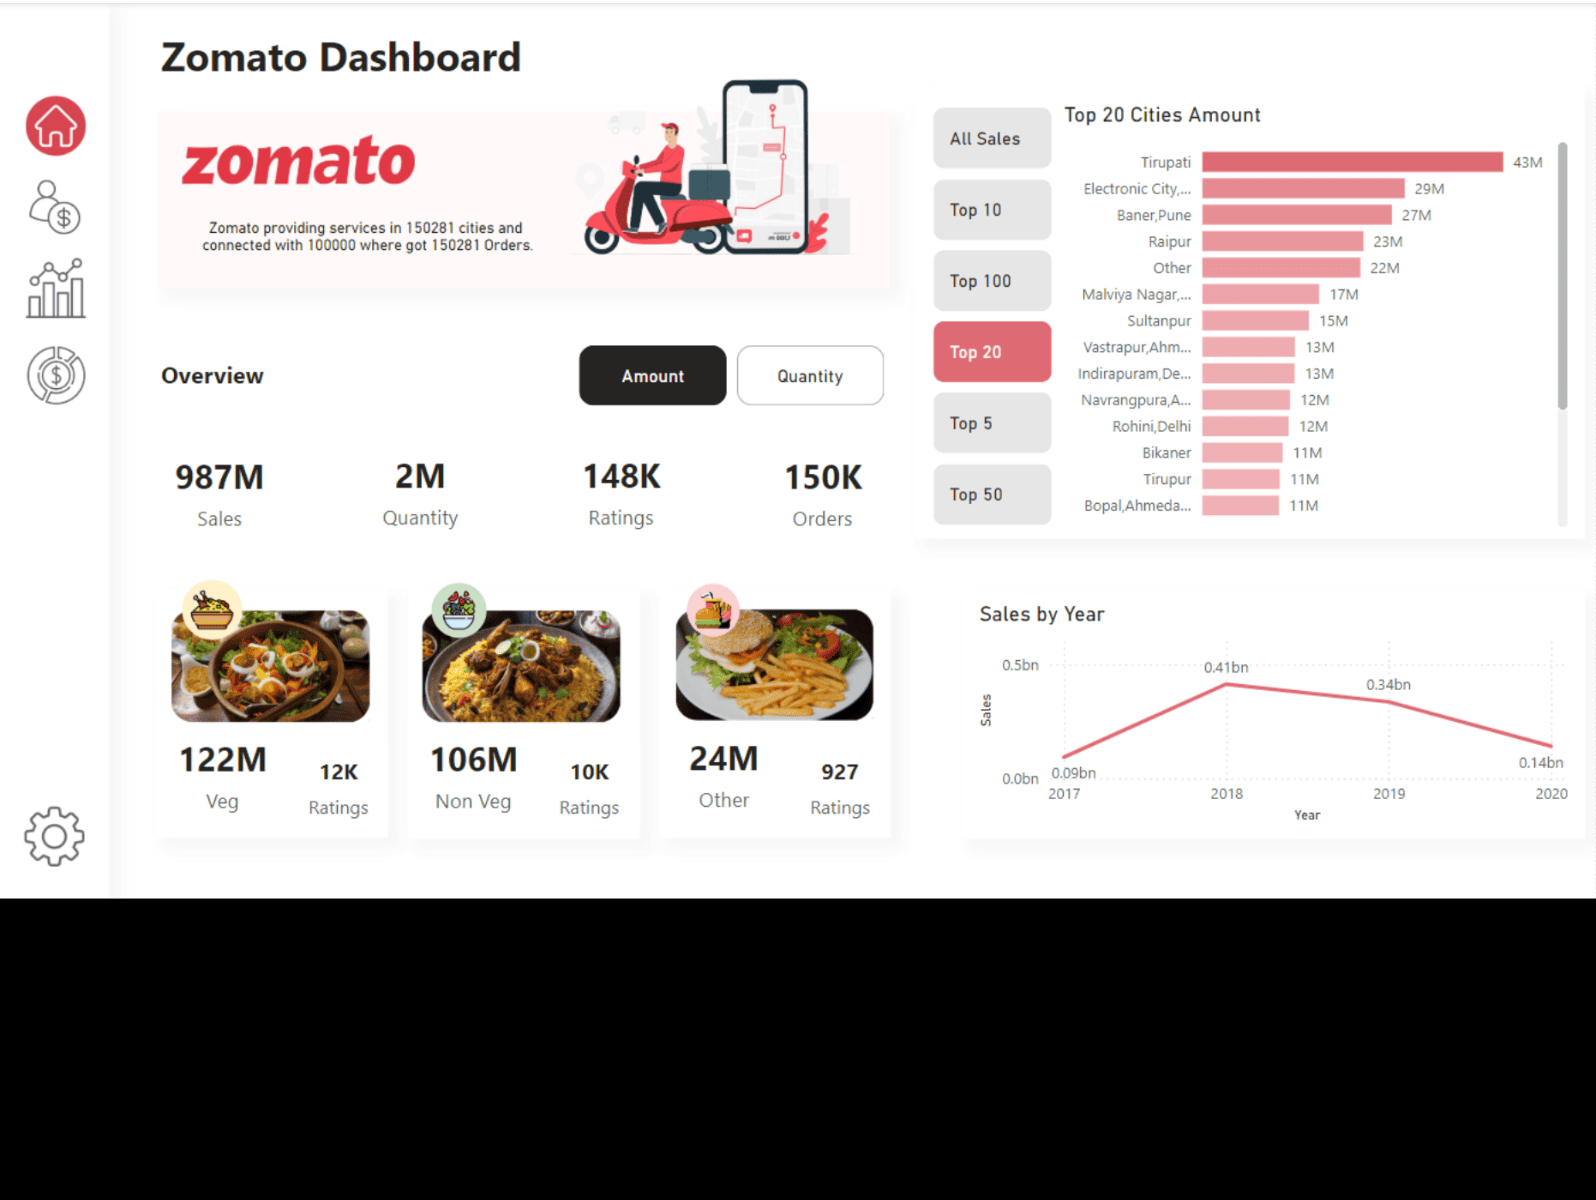 Zomato Dashboard
zomato
Zomato providing services in 150281 cities and
connected with 100000 where got 150281 Orders.
Overview
Amount
Quantity
987M
Sales
2M
Quantity
148K
Ratings
150K
Orders
122M
Veg
12K
Ratings
106M
Non Veg
10K
Ratings
24M
Other
927
Ratings
All Sales
Top 10
Top 100
Top 20
Top 5
Top 50
Top 20 Cities Amount
Tirupati 43M
Electronic City,... 29M
Baner,Pune 27M
Raipur 23M
Other 22M
Malviya Nagar,... 17M
Sultanpur 15M
Vastrapur,Ahm... 13M
Indirapuram,De... 13M
Navrangpura,A... 12M
Rohini,Delhi 12M
Bikaner 11M
Tirupur 11M
Bopal,Ahmeda... 11M
Sales by Year
Sales
0.5bn
0.0bn
0.09bn
0.41bn
0.34bn
0.14bn
2017 2018 2019 2020
Year